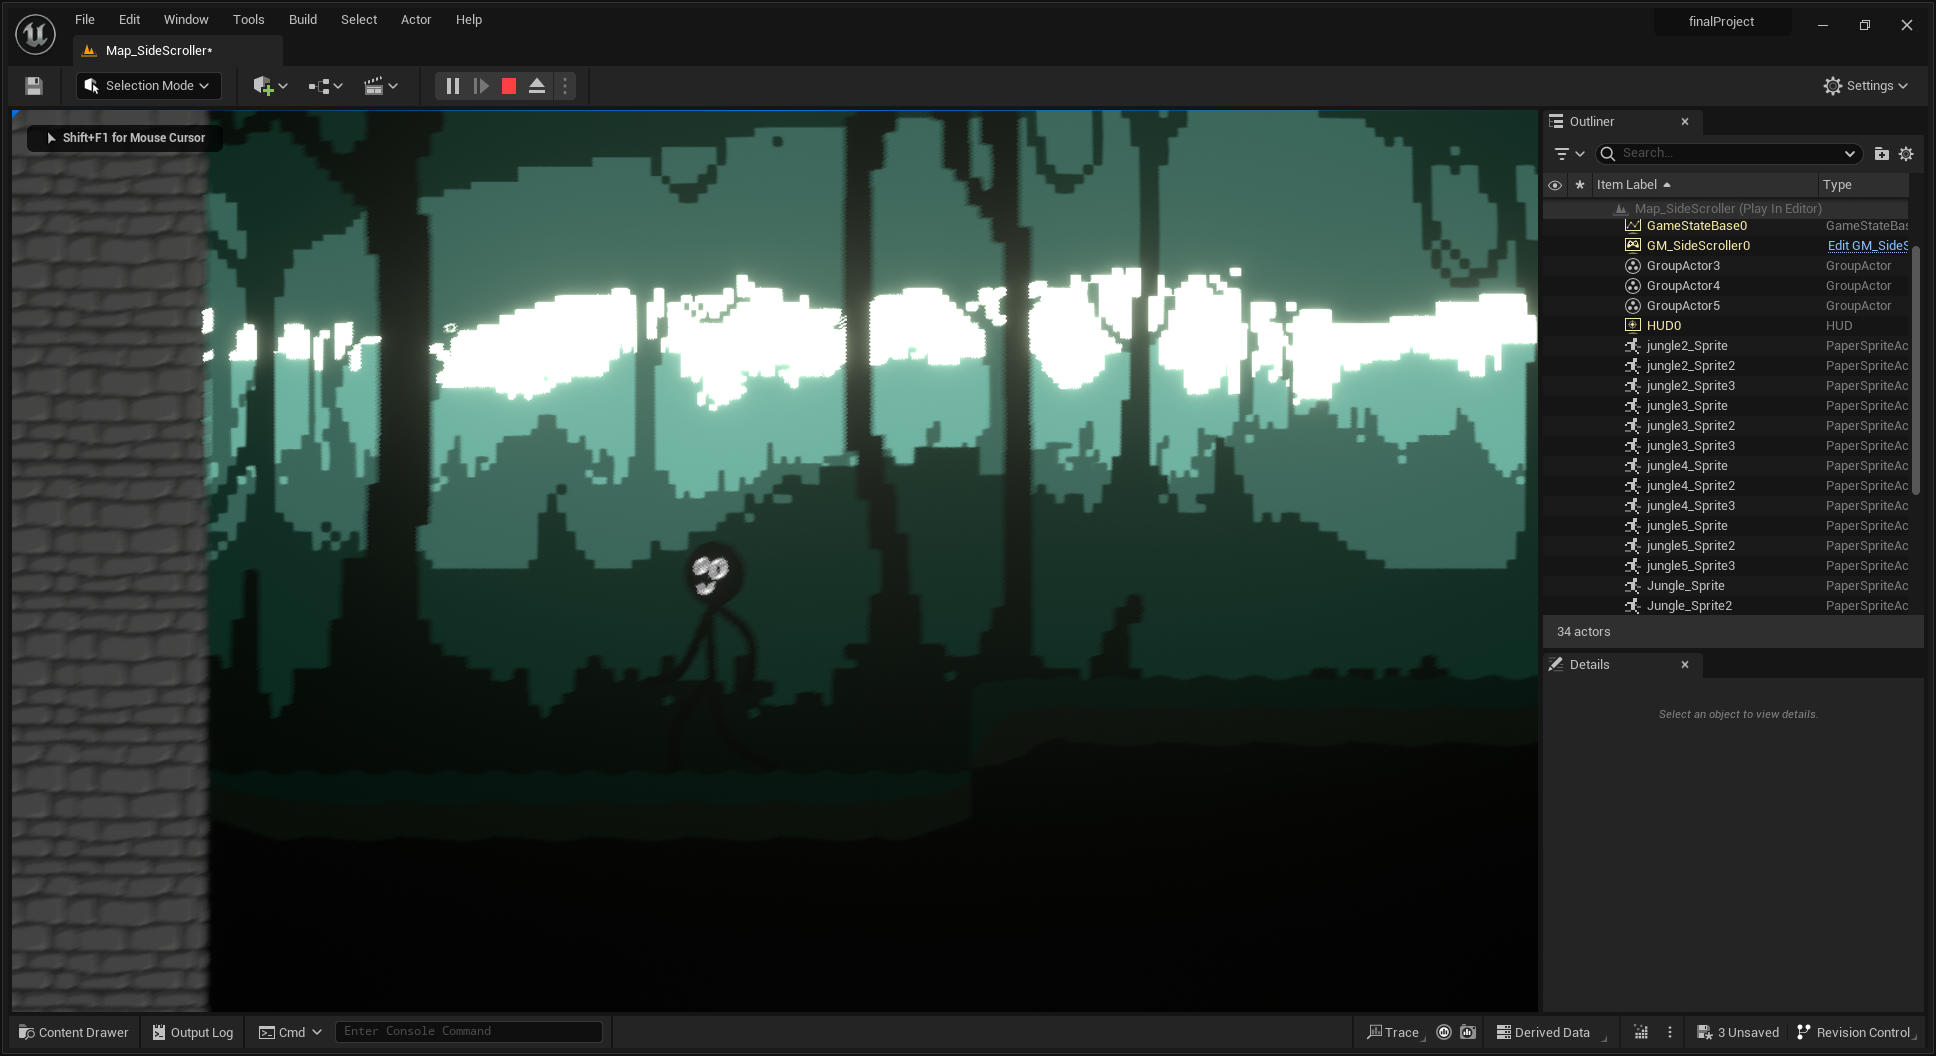 File Edit Window Tools Build Select Actor Help
finalProject
Map_SideScroller*
Selection Mode
Settings
Shift+F1 for Mouse Cursor
Outliner
Search...
Item Label Type
Map_SideScroller (Play In Editor)
GameStateBase0 GameStateBas
GM_SideScroller0 Edit GM_SideS
GroupActor3 GroupActor
GroupActor4 GroupActor
GroupActor5 GroupActor
HUD0 HUD
jungle2_Sprite PaperSpriteAc
jungle2_Sprite2 PaperSpriteAc
jungle2_Sprite3 PaperSpriteAc
jungle3_Sprite PaperSpriteAc
jungle3_Sprite2 PaperSpriteAc
jungle3_Sprite3 PaperSpriteAc
jungle4_Sprite PaperSpriteAc
jungle4_Sprite2 PaperSpriteAc
jungle4_Sprite3 PaperSpriteAc
jungle5_Sprite PaperSpriteAc
jungle5_Sprite2 PaperSpriteAc
jungle5_Sprite3 PaperSpriteAc
Jungle_Sprite PaperSpriteAc
Jungle_Sprite2 PaperSpriteAc
34 actors
Details
Select an object to view details.
Content Drawer Output Log Cmd Enter Console Command Trace Derived Data 3 Unsaved Revision Control